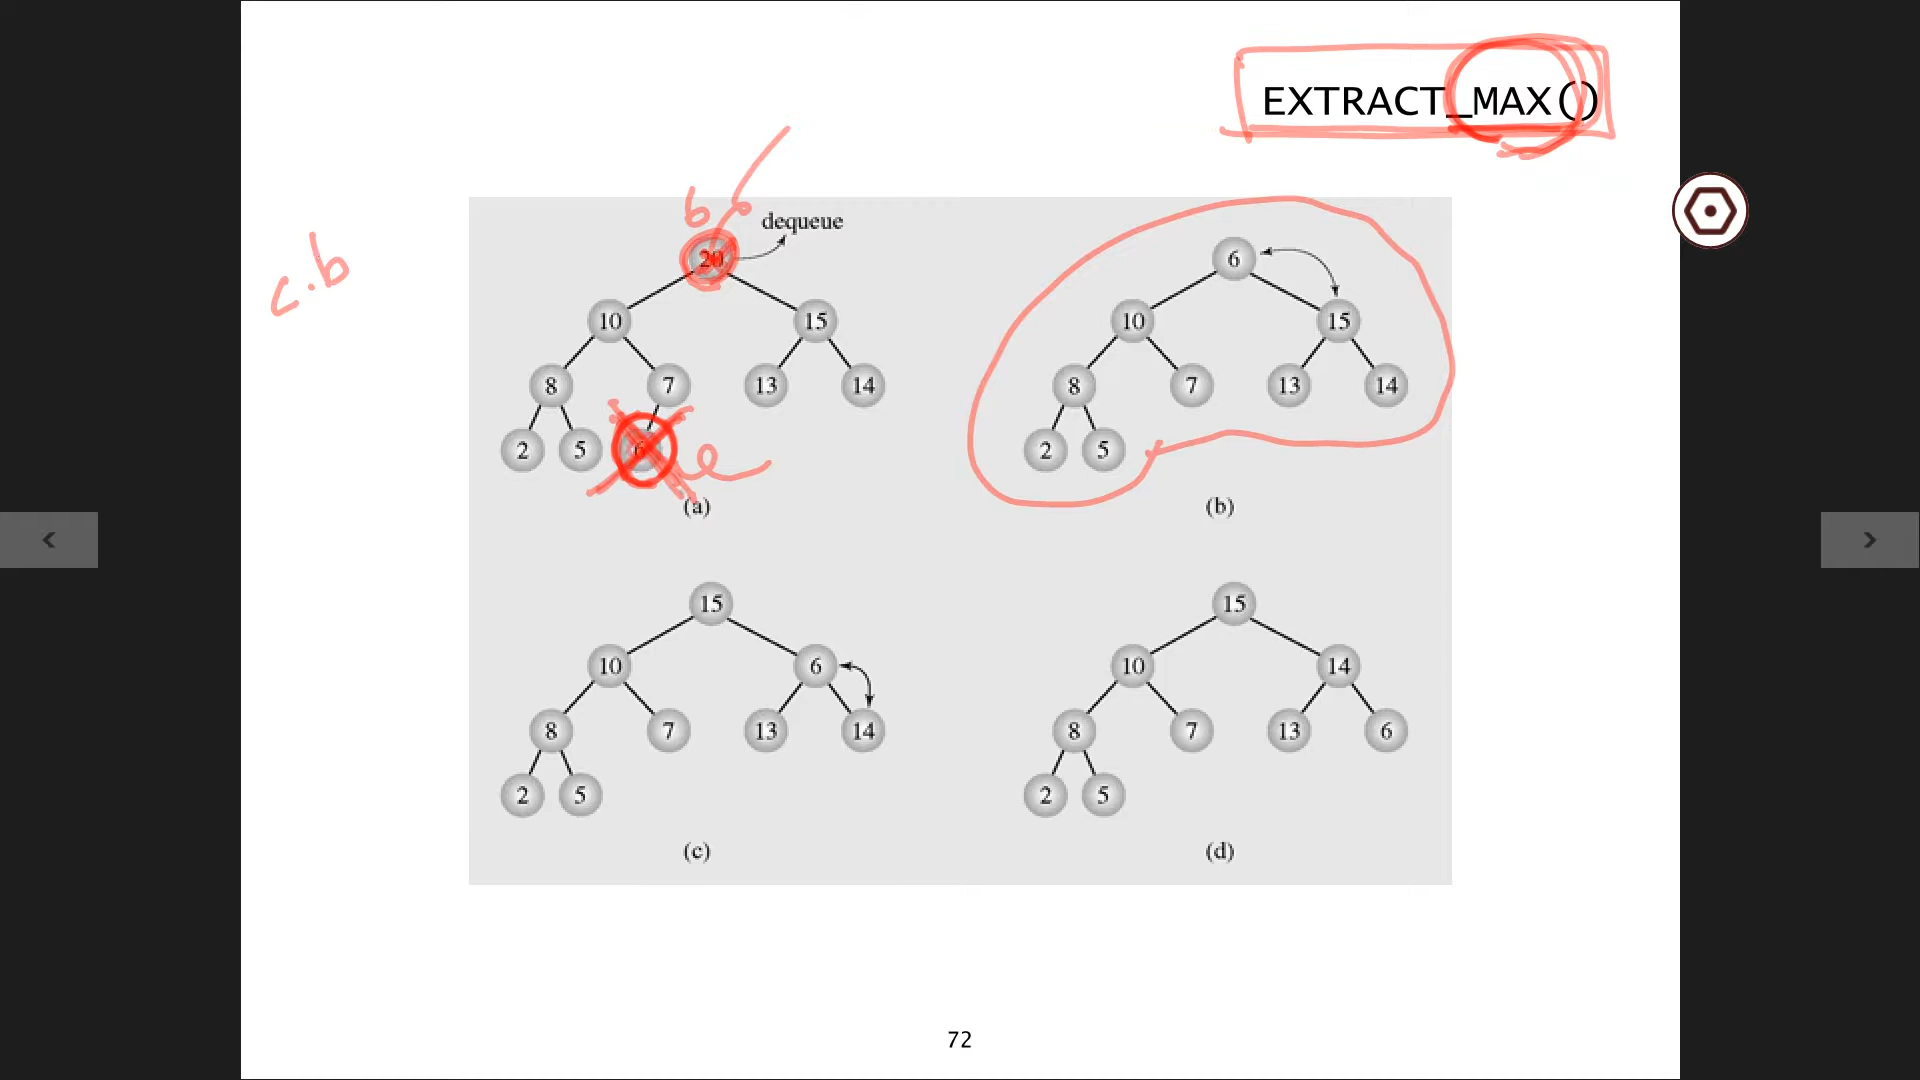 EXTRACT_MAX()
6
dequeue
c.b
20
10 15
8 7 13 14
2 5 6
(a)
6
10 15
8 7 13 14
2 5
(b)
15
10 6
8 7 13 14
2 5
(c)
15
10 14
8 7 13 6
2 5
(d)
72